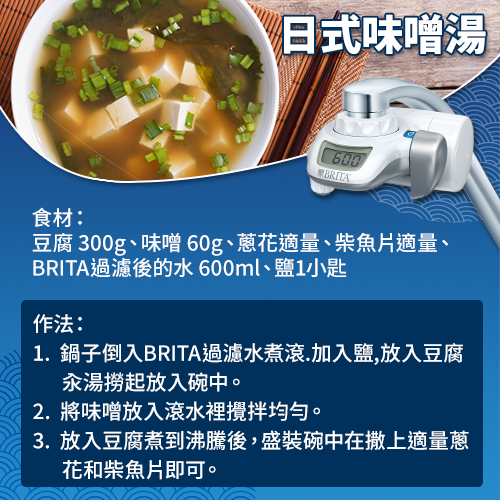 日式味噌湯
600
BRITA
食材：
豆腐 300g、味噌 60g、蔥花適量、柴魚片適量、
BRITA過濾後的水 600ml、鹽1小匙
作法：
1. 鍋子倒入BRITA過濾水煮滾.加入鹽,放入豆腐
汆湯撈起放入碗中。
2. 將味噌放入滾水裡攪拌均勻。
3. 放入豆腐煮到沸騰後，盛裝碗中在撒上適量蔥
花和柴魚片即可。